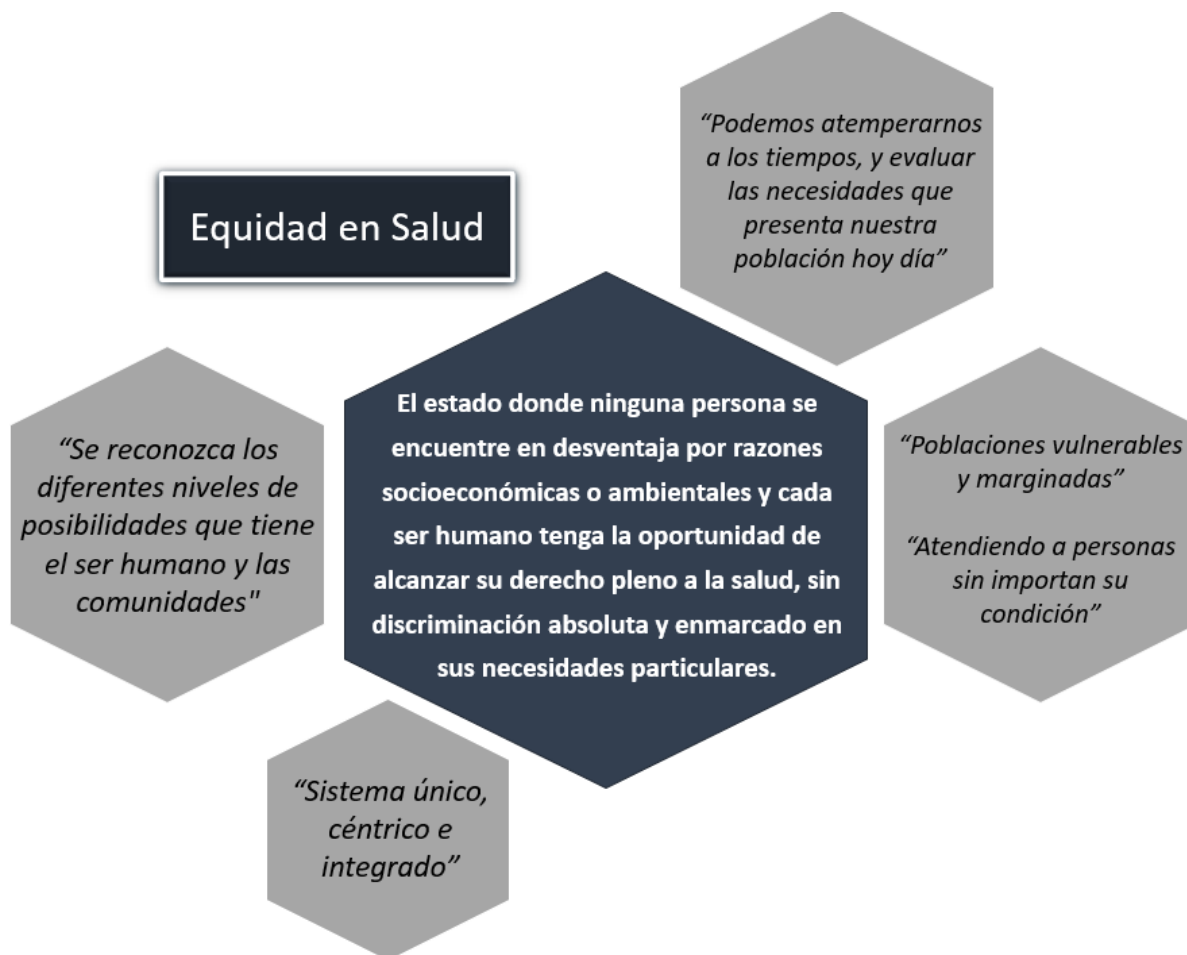 Equidad en Salud
“Podemos atemperarnos
a los tiempos, y evaluar
las necesidades que
presenta nuestra
población hoy día”
El estado donde ninguna persona se
encuentre en desventaja por razones
socioeconómicas o ambientales y cada
ser humano tenga la oportunidad de
alcanzar su derecho pleno a la salud, sin
discriminación absoluta y enmarcado en
sus necesidades particulares.
“Se reconozca los
diferentes niveles de
posibilidades que tiene
el ser humano y las
comunidades"
“Poblaciones vulnerables
y marginadas”
“Atendiendo a personas
sin importan su
condición”
“Sistema único,
céntrico e
integrado”